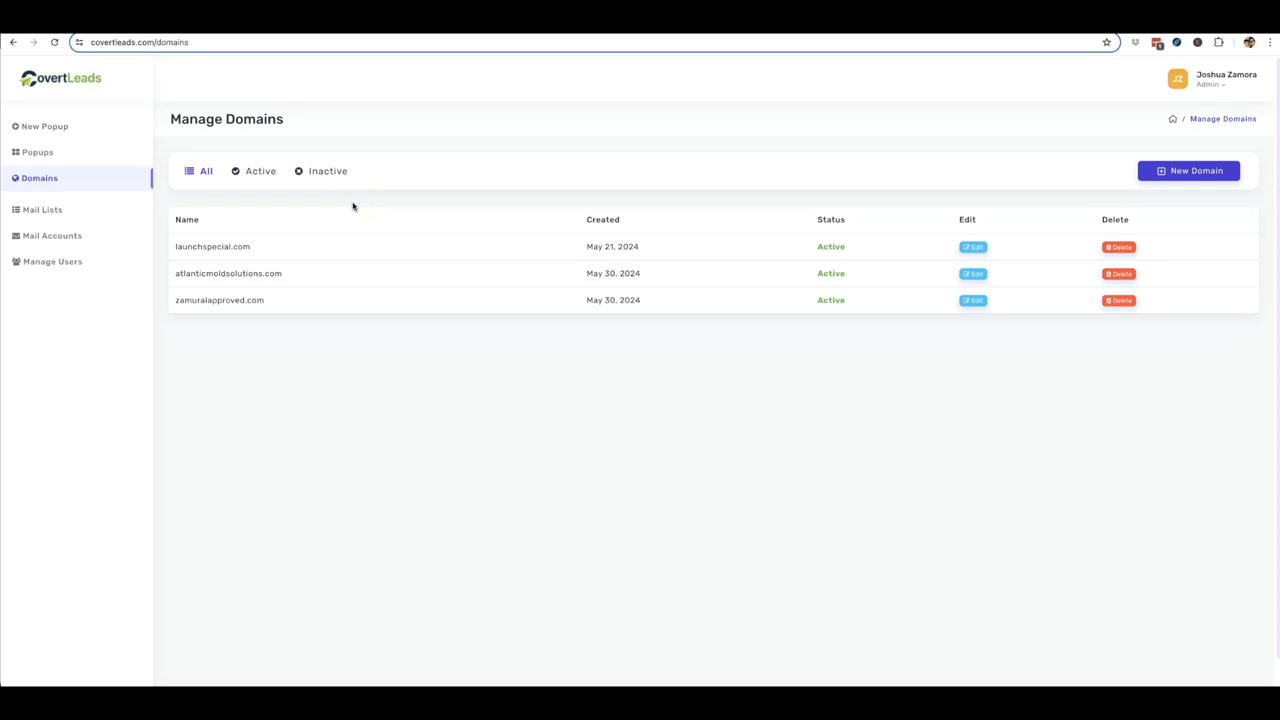 covertleads.com/domains
CovertLeads
JZ
Joshua Zamora
Admin
New Popup
Popups
Domains
Mail Lists
Mail Accounts
Manage Users
Manage Domains
/ Manage Domains
All Active Inactive
New Domain
Name Created Status Edit Delete
launchspecial.com May 21, 2024 Active Edit Delete
atlanticmoldsolutions.com May 30, 2024 Active Edit Delete
zamuraiapproved.com May 30, 2024 Active Edit Delete